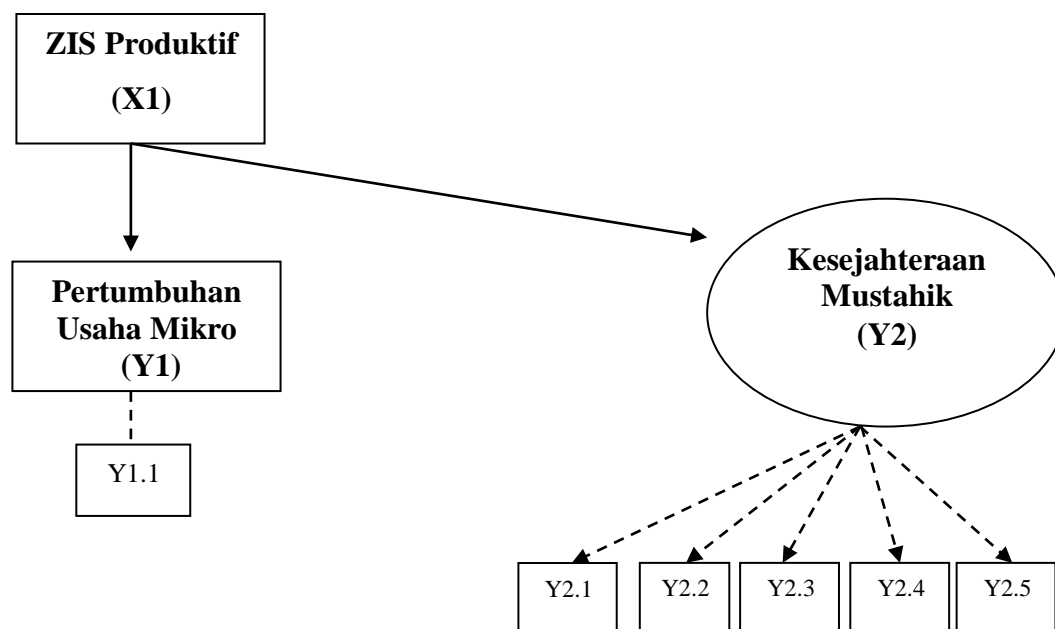 ZIS Produktif
(X1)
Pertumbuhan
Usaha Mikro
(Y1)
Y1.1
Kesejahteraan
Mustahik
(Y2)
Y2.1
Y2.2
Y2.3
Y2.4
Y2.5